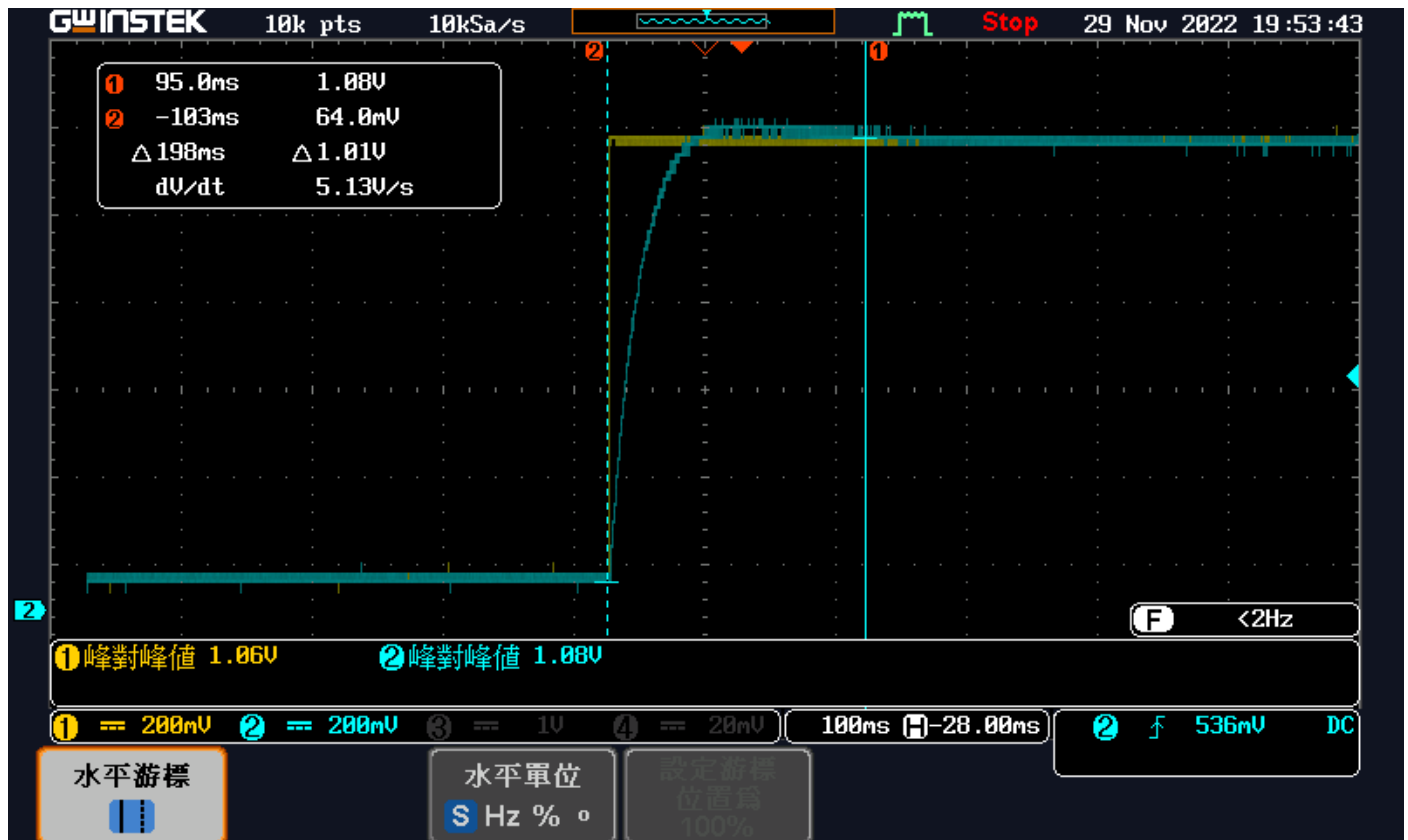 GWINSTEK 10k pts 10kSa/s Stop 29 Nov 2022 19:53:43
2 1
1 95.0ms 1.08V
2 -103ms 64.0mV
△198ms △1.01V
dV/dt 5.13V/s
2
F <2Hz
1峰對峰值 1.06V 2峰對峰值 1.08V
1 200mV 2 200mV 3 1V 4 20mV 100ms H-28.00ms 2 536mV DC
水平游標 水平單位 設定游標
S Hz % o 位置為
100%